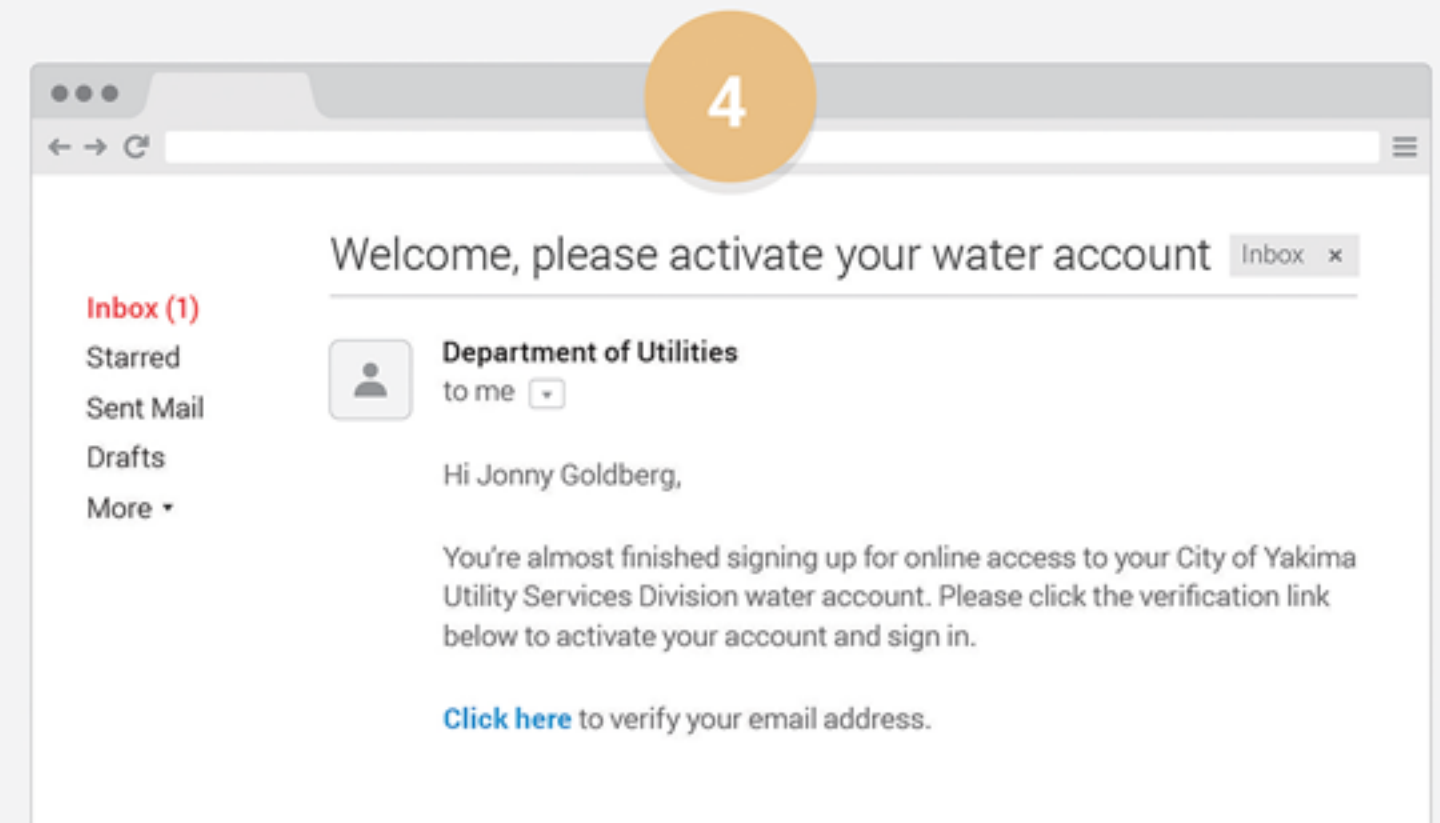 4
Welcome, please activate your water account
Inbox ×
Inbox (1)
Starred
Sent Mail
Drafts
More
Department of Utilities
to me
Hi Jonny Goldberg,
You're almost finished signing up for online access to your City of Yakima
Utility Services Division water account. Please click the verification link
below to activate your account and sign in.
Click here to verify your email address.